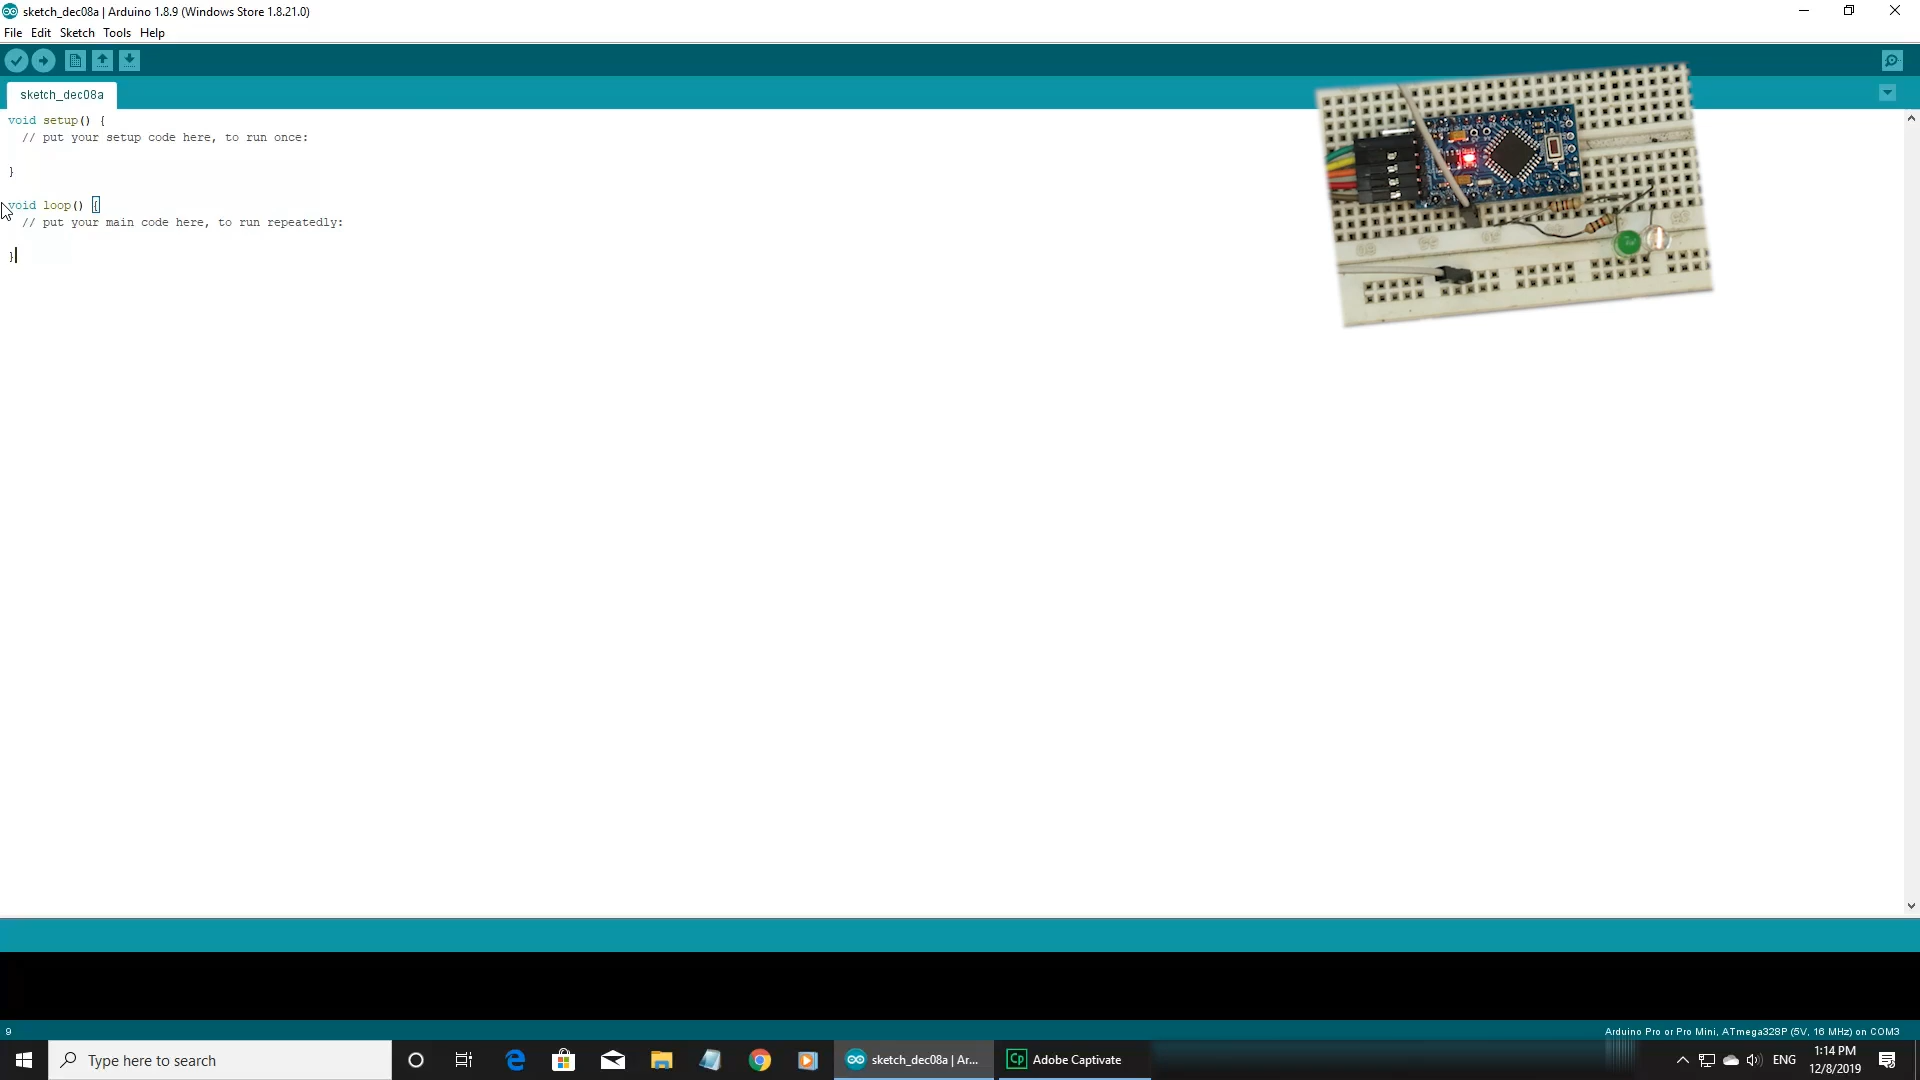 sketch_dec08a | Arduino 1.8.9 (Windows Store 1.8.21.0)
File Edit Sketch Tools Help
sketch_dec08a
void setup() {
// put your setup code here, to run once:
}
void loop() {
// put your main code here, to run repeatedly:
}
9
Arduino Pro or Pro Mini, ATmega328P (5V, 16 MHz) on COM3
Type here to search
sketch_dec08a | Ar...
Cp Adobe Captivate
ENG
1:14 PM
12/8/2019